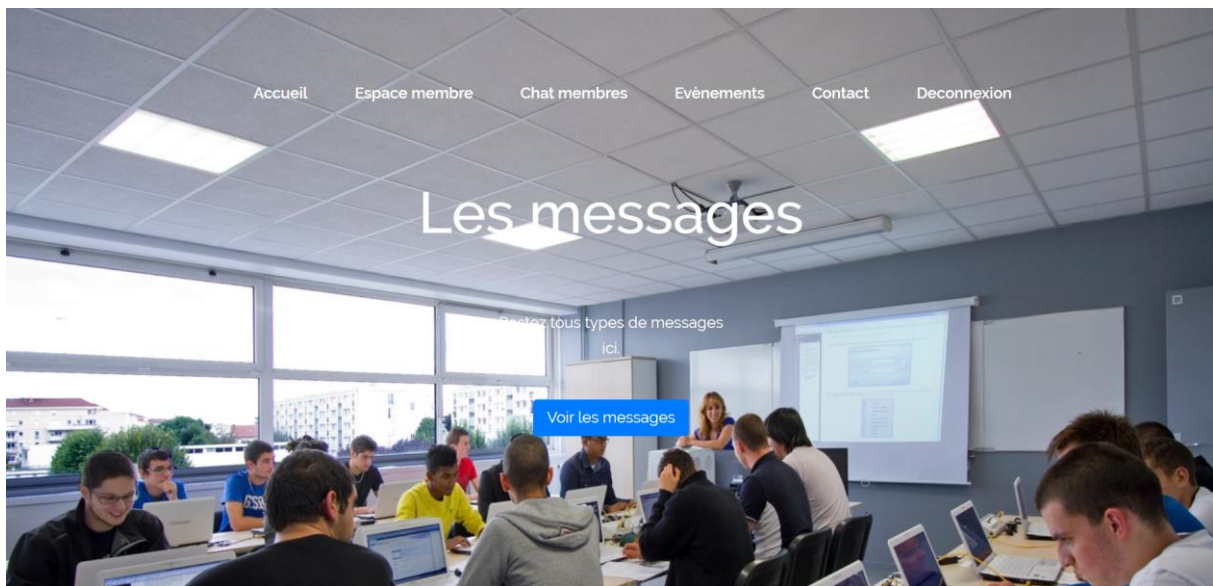 Accueil Espace membre Chat membres Evènements Contact Deconnexion
Les messages
Postez tous types de messages
ici.
Voir les messages
GSB